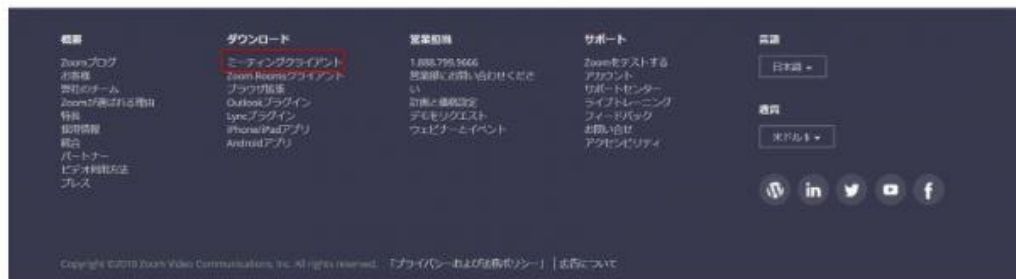 概要
Zoomブログ
お客様
弊社のチーム
Zoomが選ばれる理由
特長
採用情報
統合
パートナー
ビデオ利用方法
プレス
ダウンロード
ミーティングクライアント
Zoom Roomsクライアント
ブラウザ拡張
Outlookプラグイン
Lyncプラグイン
iPhone/iPadアプリ
Androidアプリ
営業担当
1.888.799.9666
営業部にお問い合わせくださ
い
計画と価格設定
デモをリクエスト
ウェビナーとイベント
サポート
Zoomをテストする
アカウント
サポートセンター
ライブトレーニング
フィードバック
お問い合せ
アクセシビリティ
言語
日本語
通貨
米ドル $
in
f
Copyright ©2019 Zoom Video Communications, Inc. All rights reserved. 「プライバシーおよび法務ポリシー」 | 広告について